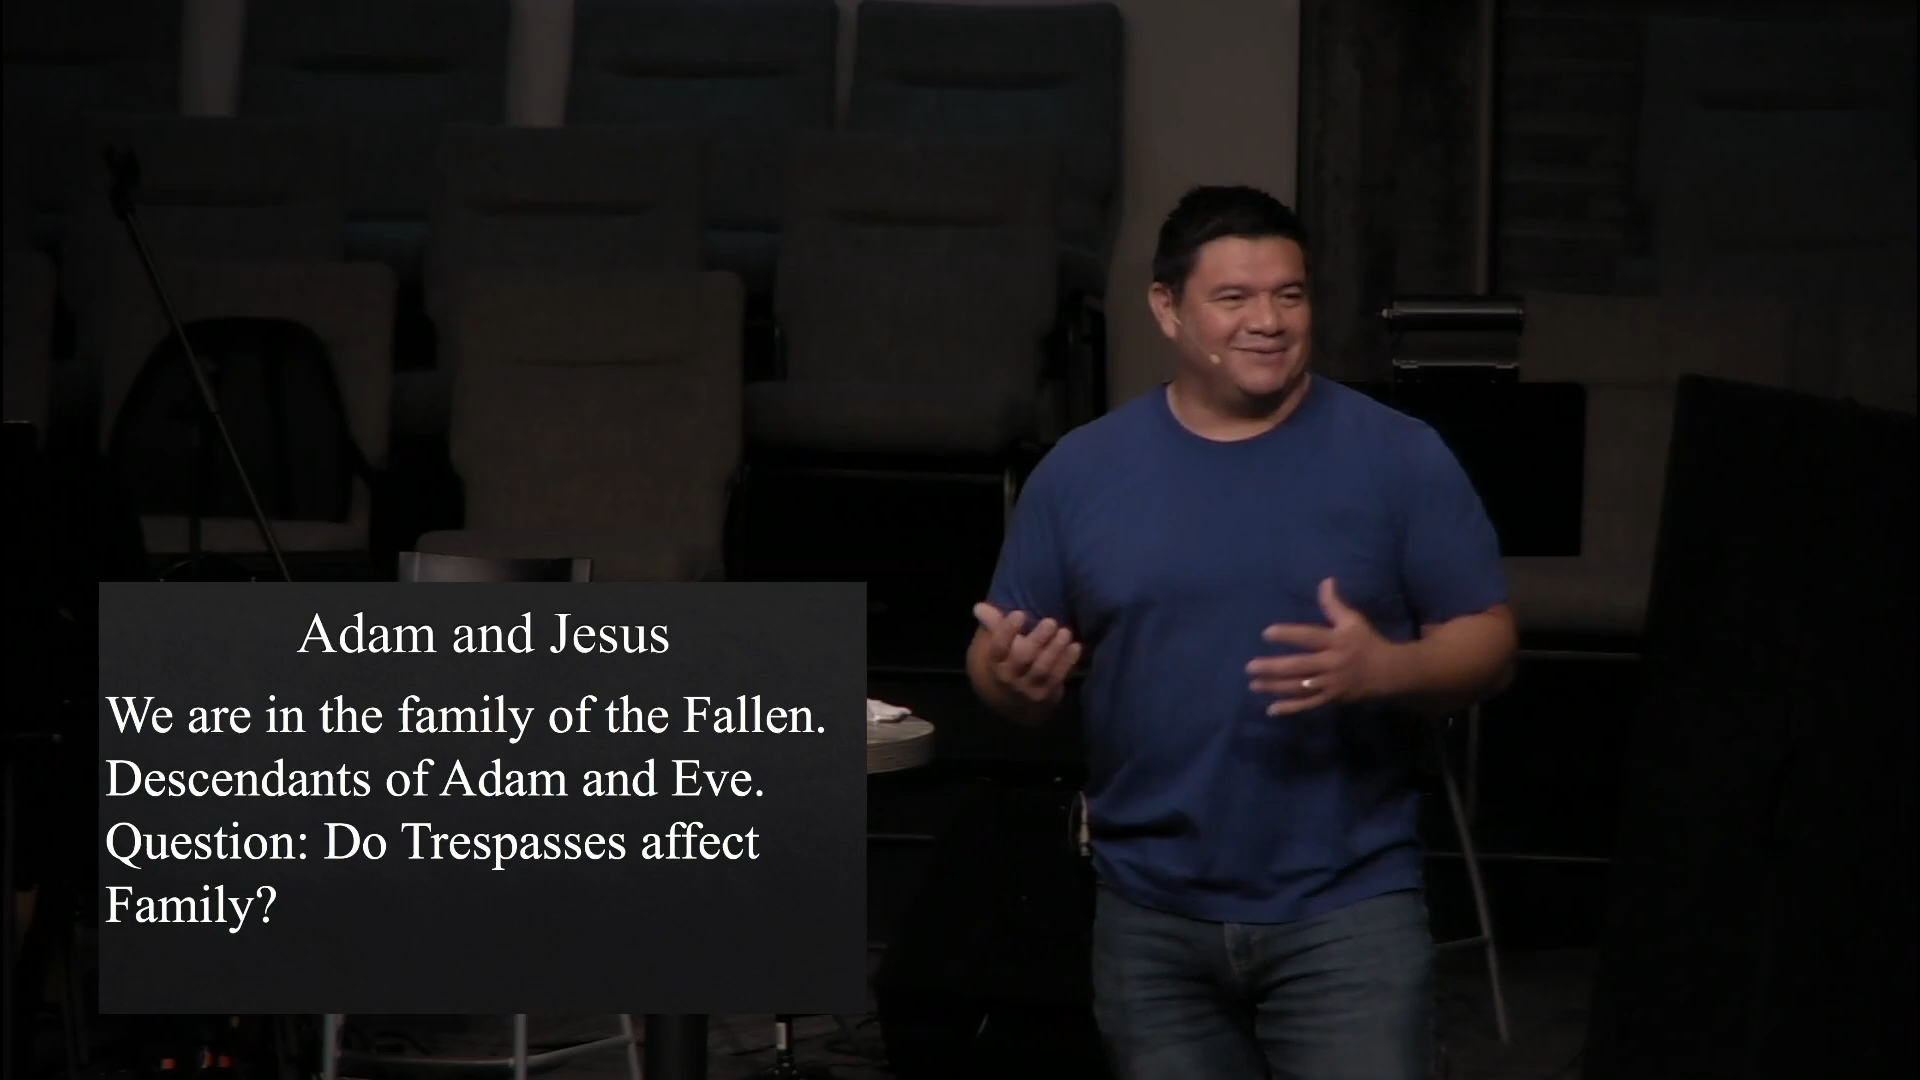 Adam and Jesus
We are in the family of the Fallen.
Descendants of Adam and Eve.
Question: Do Trespasses affect
Family?